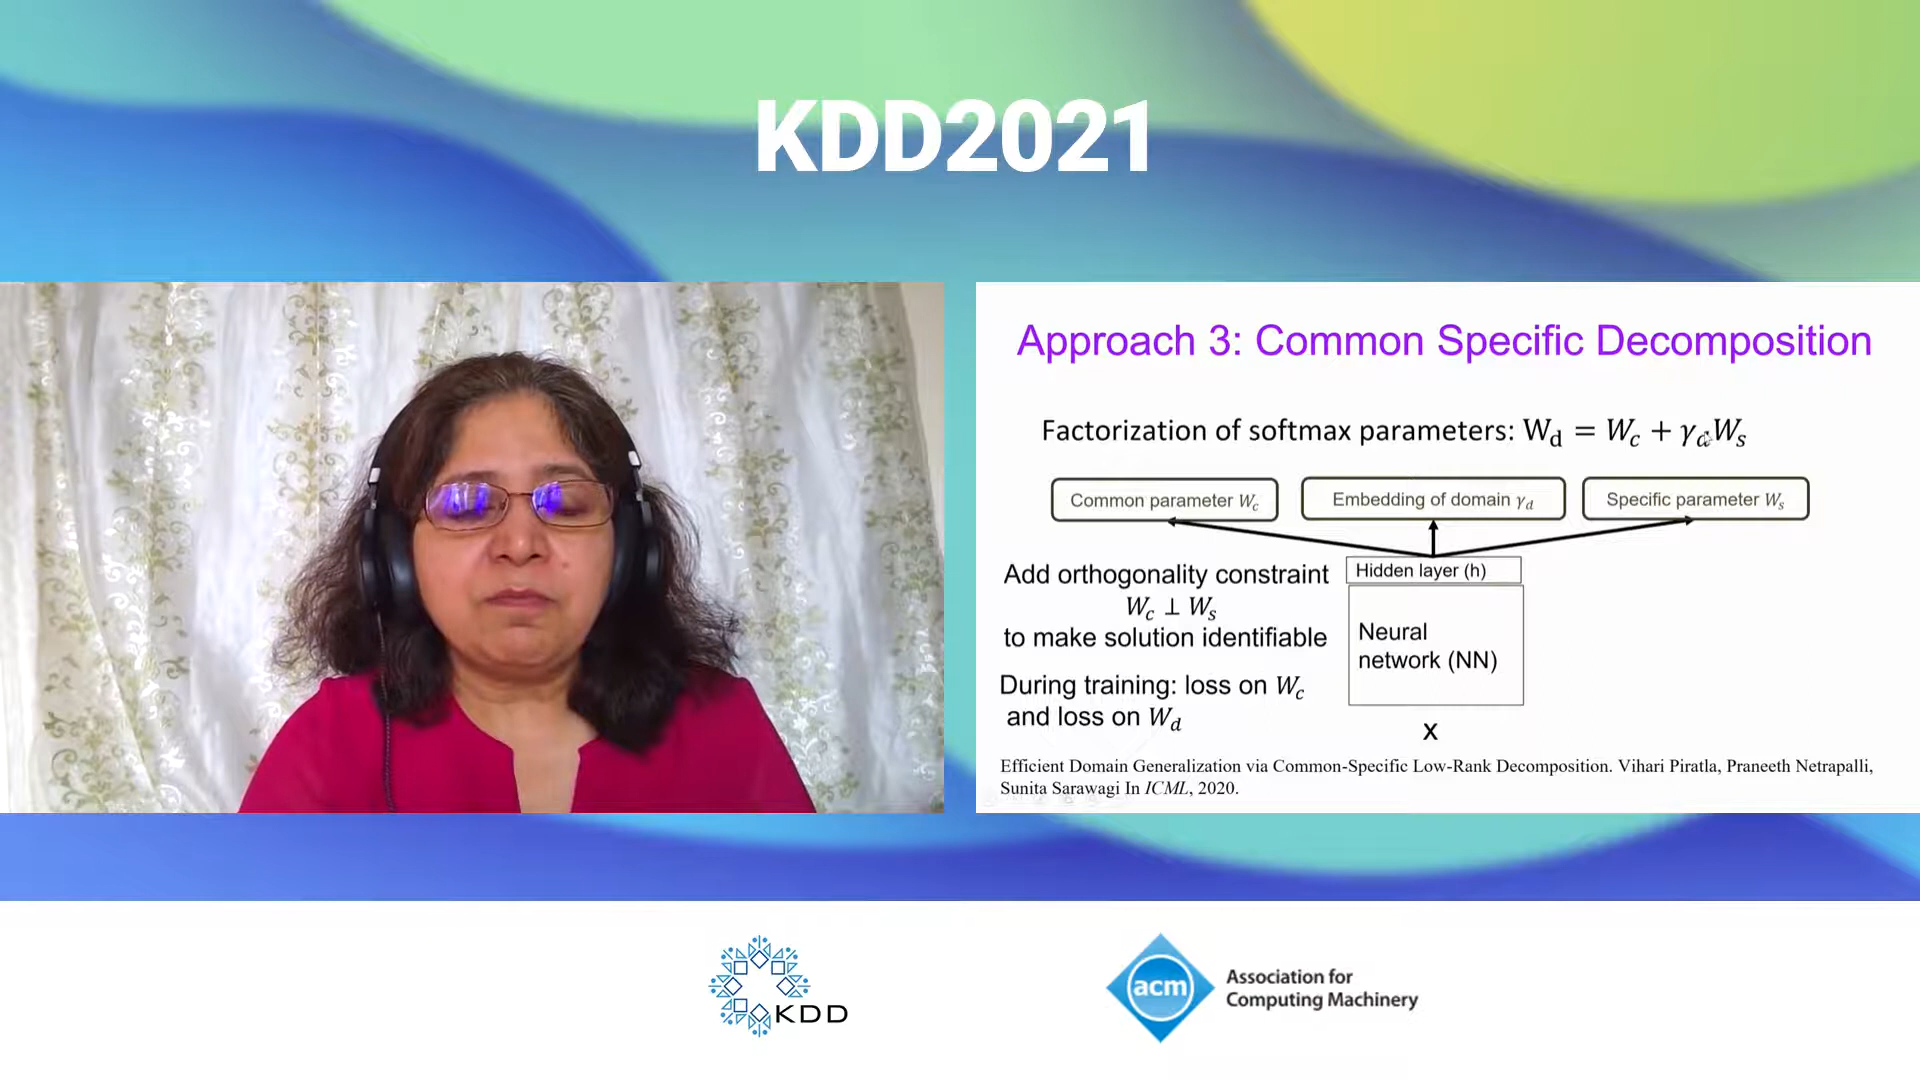 KDD2021
Approach 3: Common Specific Decomposition
Factorization of softmax parameters: W_d = W_c + γ_d W_s
Common parameter W_c
Embedding of domain γ_d
Specific parameter W_s
Add orthogonality constraint
W_c ⊥ W_s
to make solution identifiable
Hidden layer (h)
Neural
network (NN)
During training: loss on W_c
and loss on W_d
x
Efficient Domain Generalization via Common-Specific Low-Rank Decomposition. Vihari Piratla, Praneeth Netrapalli,
Sunita Sarawagi In ICML, 2020.
KDD
acm
Association for
Computing Machinery